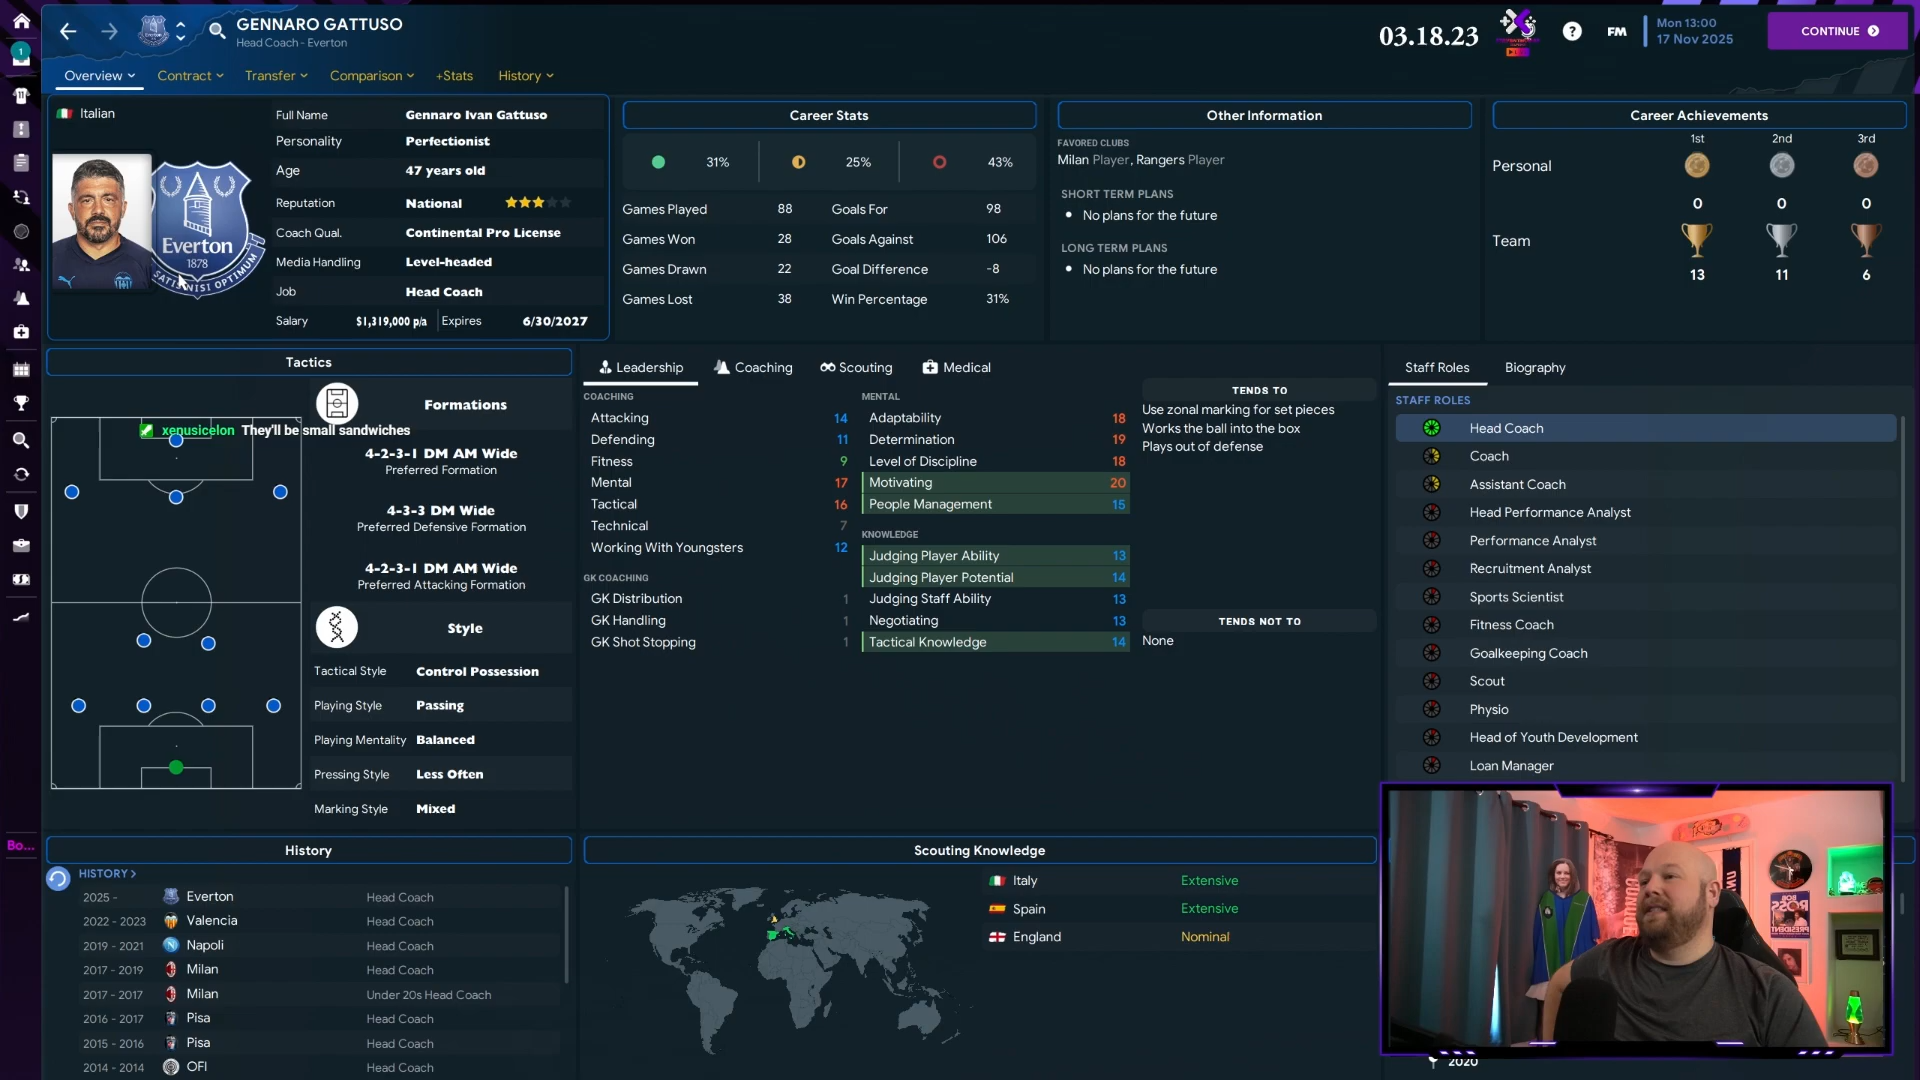 GENNARO GATTUSO
Head Coach - Everton
03.18.23
FM
Mon 13:00
17 Nov 2025
CONTINUE
1
Overview
Contract
Transfer
Comparison
+Stats
History
Italian
Everton
1878
Full Name Gennaro Ivan Gattuso
Personality Perfectionist
Age 47 years old
Reputation National
Coach Qual. Continental Pro License
Media Handling Level-headed
Job Head Coach
Salary $1,319,000 p/a Expires 6/30/2027
Career Stats
31% 25% 43%
Games Played 88 Goals For 98
Games Won 28 Goals Against 106
Games Drawn 22 Goal Difference -8
Games Lost 38 Win Percentage 31%
Other Information
FAVORED CLUBS
Milan Player, Rangers Player
SHORT TERM PLANS
No plans for the future
LONG TERM PLANS
No plans for the future
Career Achievements
1st 2nd 3rd
Personal
0 0 0
Team
13 11 6
Tactics
Formations
xenusicelon They'll be small sandwiches
4-2-3-1 DM AM Wide
Preferred Formation
4-3-3 DM Wide
Preferred Defensive Formation
4-2-3-1 DM AM Wide
Preferred Attacking Formation
Style
Tactical Style Control Possession
Playing Style Passing
Playing Mentality Balanced
Pressing Style Less Often
Marking Style Mixed
Leadership Coaching Scouting Medical
COACHING
Attacking 14
Defending 11
Fitness 9
Mental 17
Tactical 16
Technical 7
Working With Youngsters 12
GK COACHING
GK Distribution 1
GK Handling 1
GK Shot Stopping 1
MENTAL
Adaptability 18
Determination 19
Level of Discipline 18
Motivating 20
People Management 15
KNOWLEDGE
Judging Player Ability 13
Judging Player Potential 14
Judging Staff Ability 13
Negotiating 13
Tactical Knowledge 14
TENDS TO
Use zonal marking for set pieces
Works the ball into the box
Plays out of defense
TENDS NOT TO
None
Staff Roles Biography
STAFF ROLES
Head Coach
Coach
Assistant Coach
Head Performance Analyst
Performance Analyst
Recruitment Analyst
Sports Scientist
Fitness Coach
Goalkeeping Coach
Scout
Physio
Head of Youth Development
Loan Manager
Bo...
History
HISTORY >
2025 - Everton Head Coach
2022 - 2023 Valencia Head Coach
2019 - 2021 Napoli Head Coach
2017 - 2019 Milan Head Coach
2017 - 2017 Milan Under 20s Head Coach
2016 - 2017 Pisa Head Coach
2015 - 2016 Pisa Head Coach
2014 - 2014 OFI Head Coach
Scouting Knowledge
Italy Extensive
Spain Extensive
England Nominal
2020